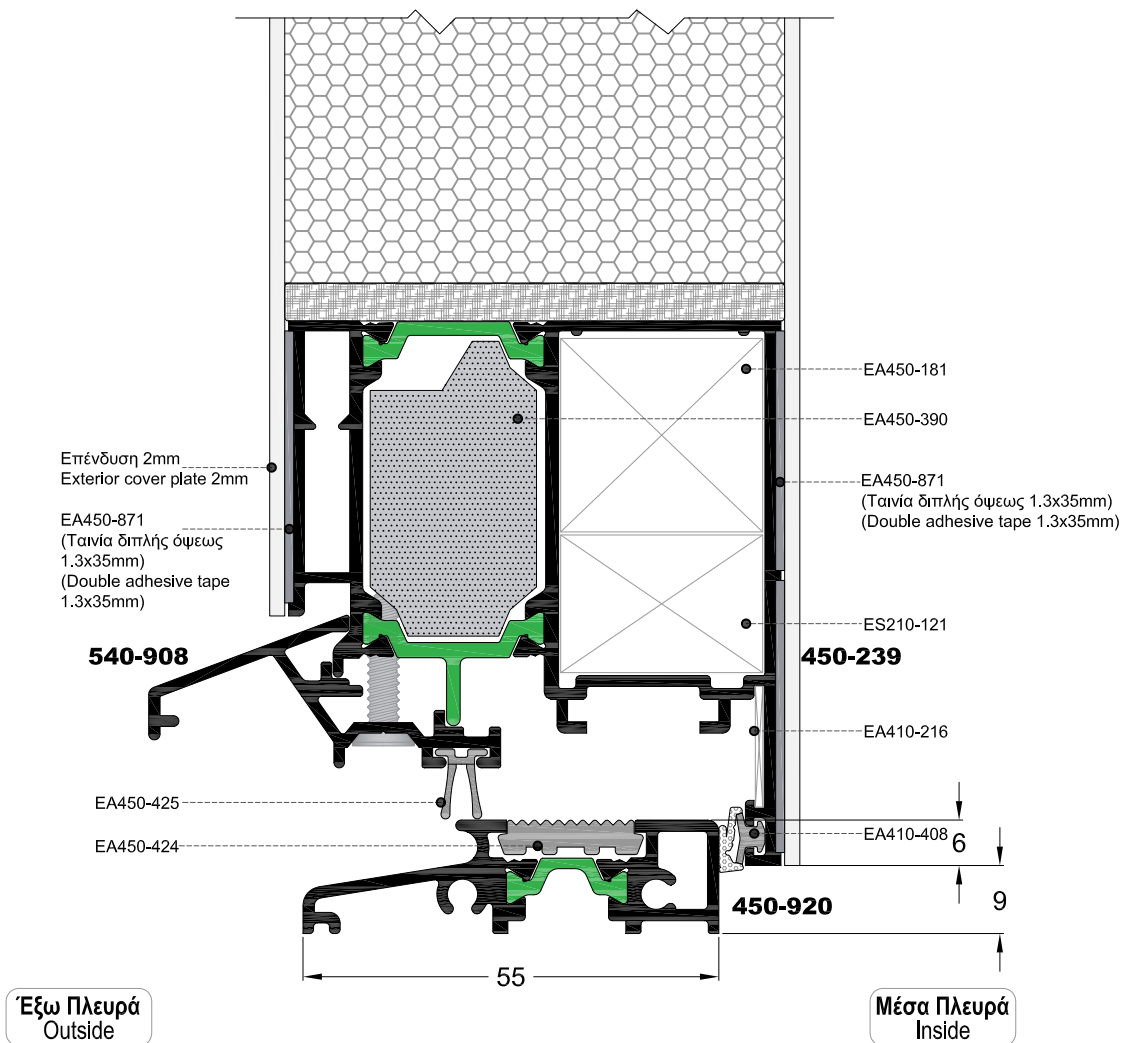 EA450-181
EA450-390
Επένδυση 2mm
Exterior cover plate 2mm
EA450-871
(Ταινία διπλής όψεως 1.3x35mm)
(Double adhesive tape 1.3x35mm)
EA450-871
(Ταινία διπλής όψεως
1.3x35mm)
(Double adhesive tape
1.3x35mm)
ES210-121
540-908
450-239
EA410-216
EA450-425
EA410-408
6
EA450-424
9
450-920
55
Έξω Πλευρά
Outside
Μέσα Πλευρά
Inside